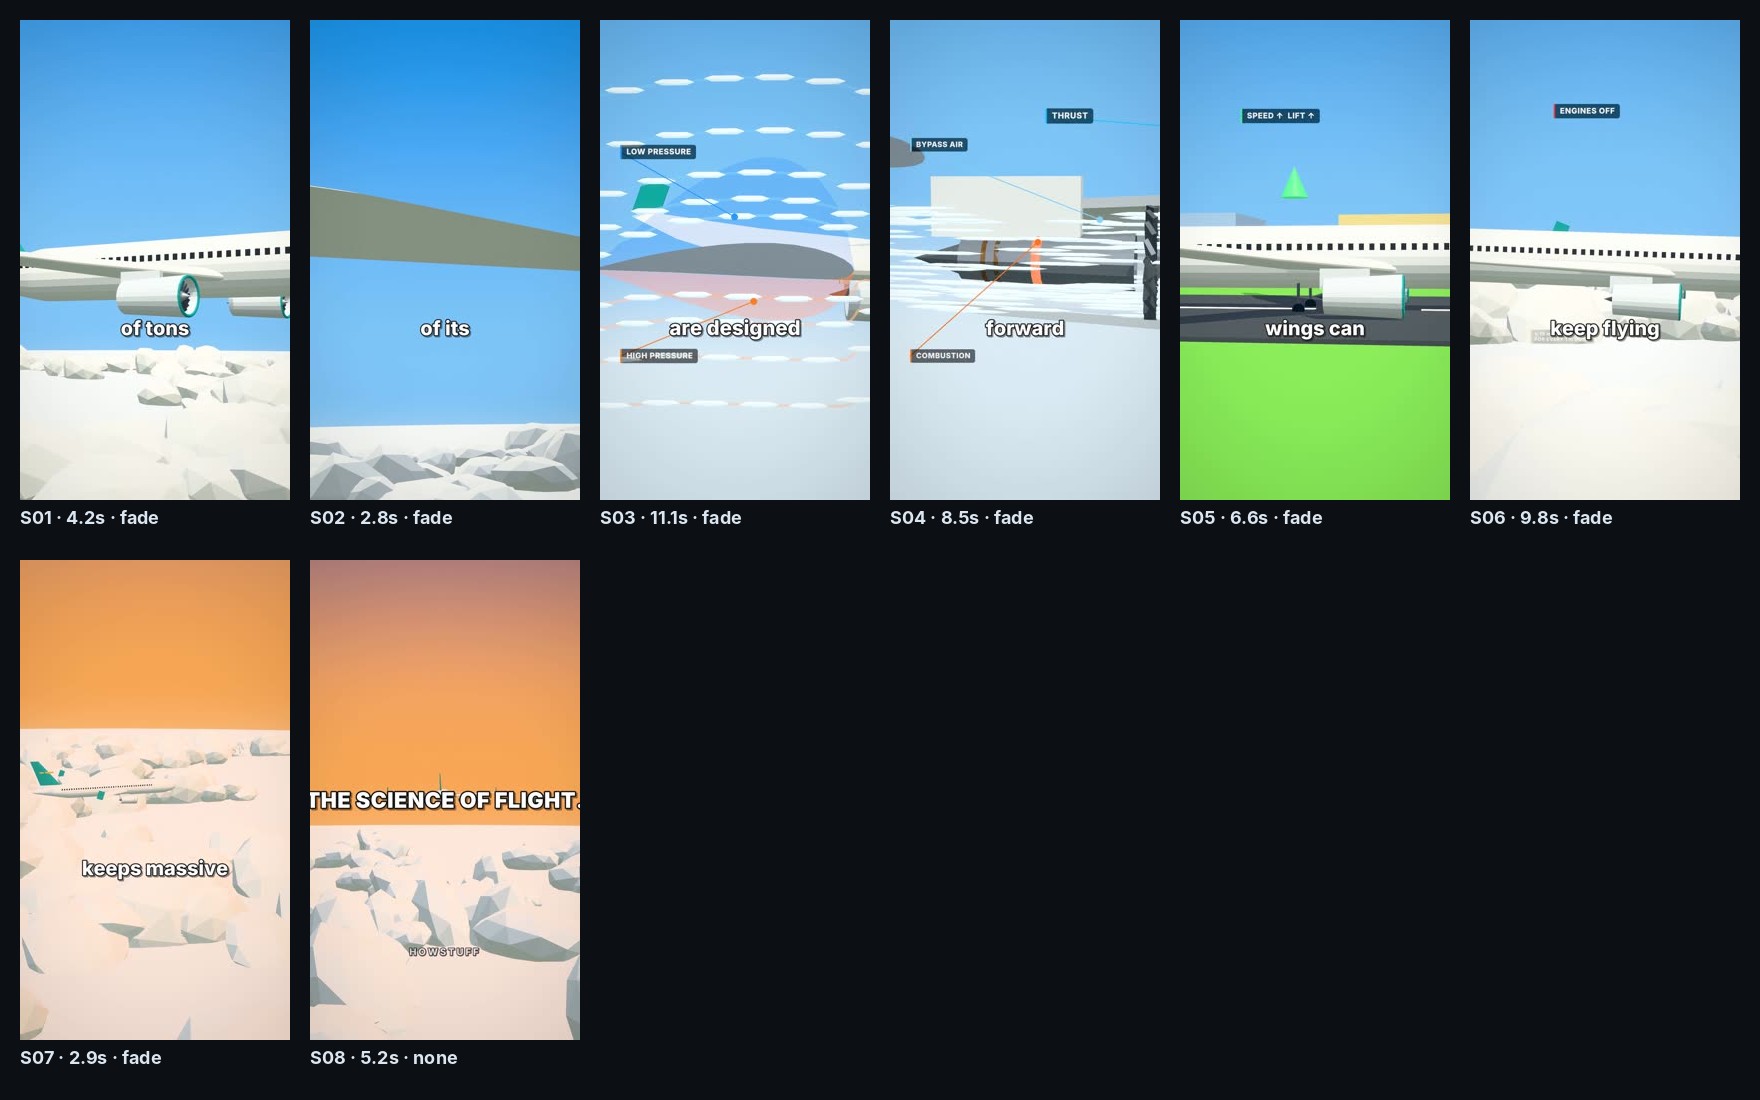 of tons
S01 · 4.2s · fade
of its
S02 · 2.8s · fade
LOW PRESSURE
are designed
HIGH PRESSURE
S03 · 11.1s · fade
THRUST
BYPASS AIR
forward
COMBUSTION
S04 · 8.5s · fade
SPEED ↑ LIFT ↑
wings can
S05 · 6.6s · fade
ENGINES OFF
keep flying
S06 · 9.8s · fade
keeps massive
S07 · 2.9s · fade
THE SCIENCE OF FLIGHT.
HOWSTUFF
S08 · 5.2s · none